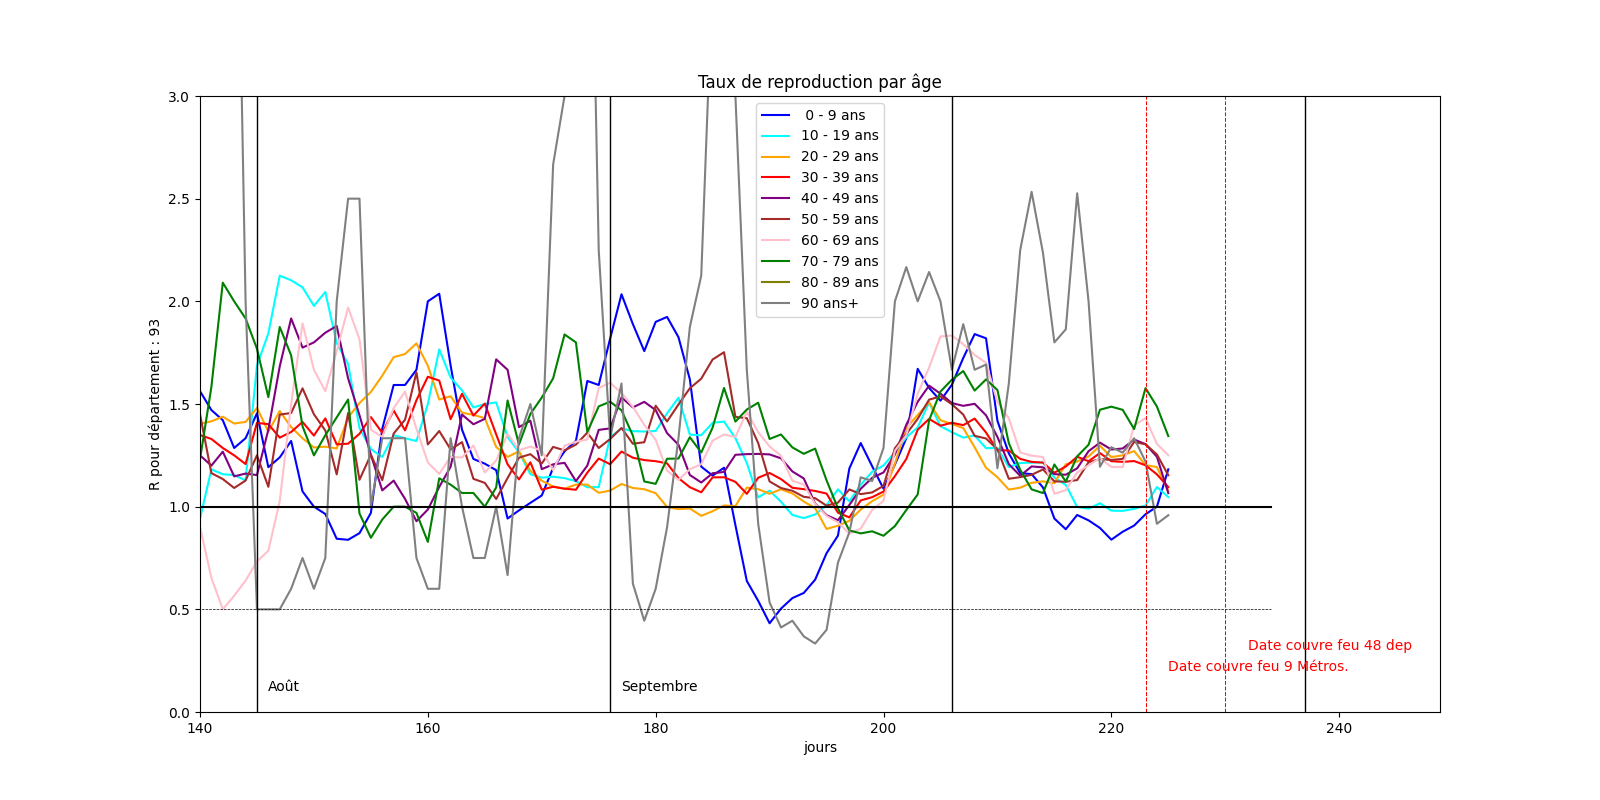 Taux de reproduction par âge
3.0
2.5
2.0
1.5
1.0
0.5
0.0
R pour département : 93
0 - 9 ans
10 - 19 ans
20 - 29 ans
30 - 39 ans
40 - 49 ans
50 - 59 ans
60 - 69 ans
70 - 79 ans
80 - 89 ans
90 ans+
Date couvre feu 48 dep
Date couvre feu 9 Métros.
Août
Septembre
140
160
180
200
220
240
jours